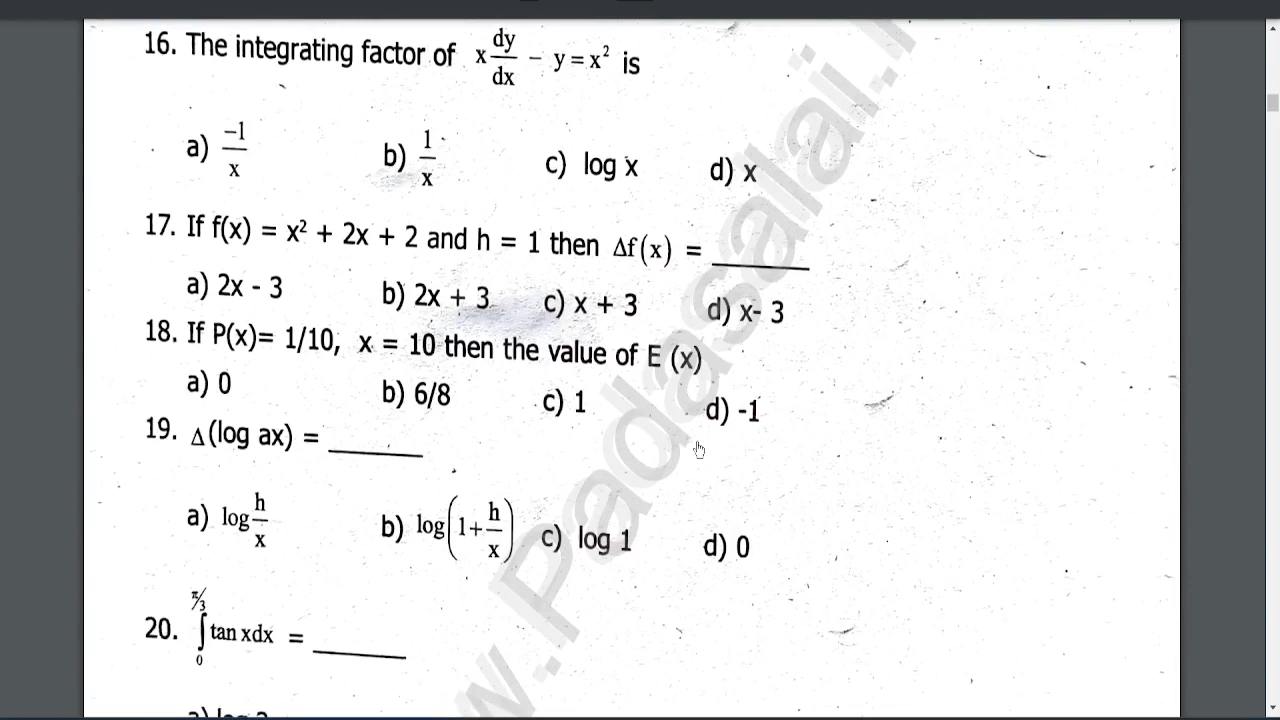 16. The integrating factor of x dy/dx − y = x² is
a) −1/x b) 1/x c) log x d) x
17. If f(x) = x² + 2x + 2 and h = 1 then Δf(x) = ______
a) 2x - 3 b) 2x + 3 c) x + 3 d) x- 3
18. If P(x)= 1/10, x = 10 then the value of E (x)
a) 0 b) 6/8 c) 1 d) -1
19. Δ(log ax) = ______
a) log h/x b) log(1+h/x) c) log 1 d) 0
20. ∫₀^(π/3) tan xdx = ______
w.Padasalai.